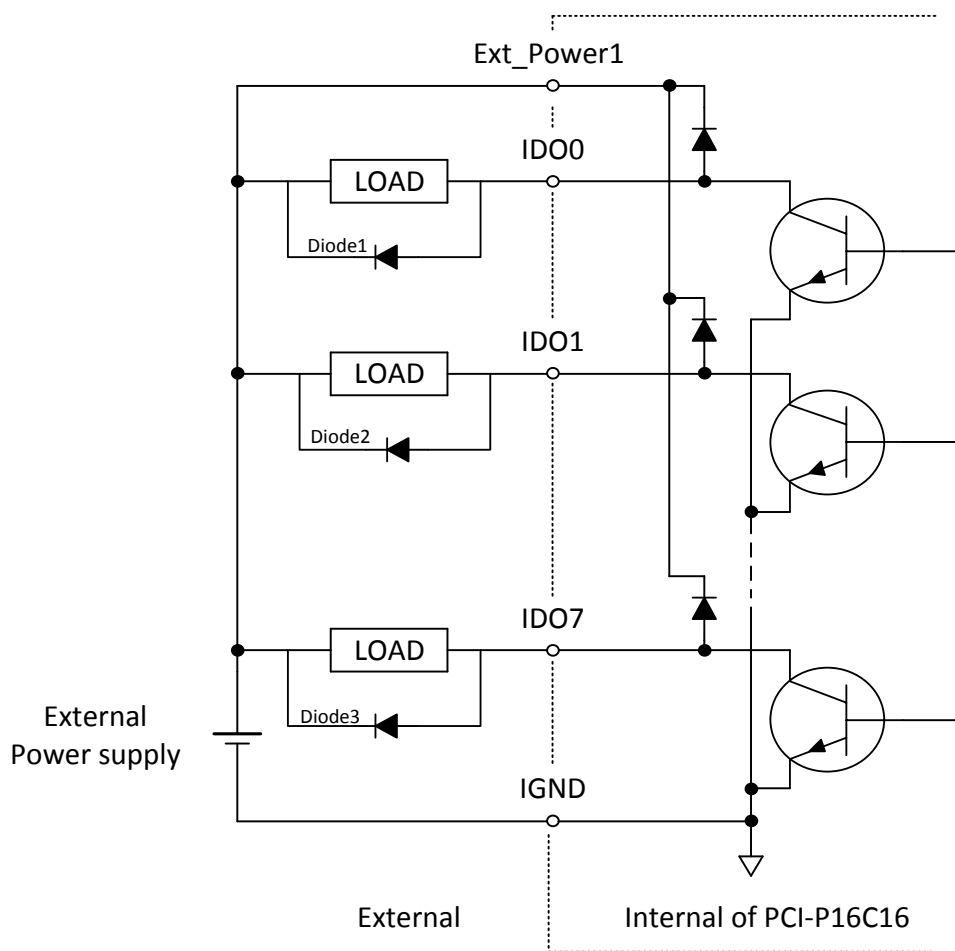 Ext_Power1
IDO0
LOAD
Diode1
IDO1
LOAD
Diode2
IDO7
LOAD
Diode3
External
Power supply
IGND
External
Internal of PCI-P16C16